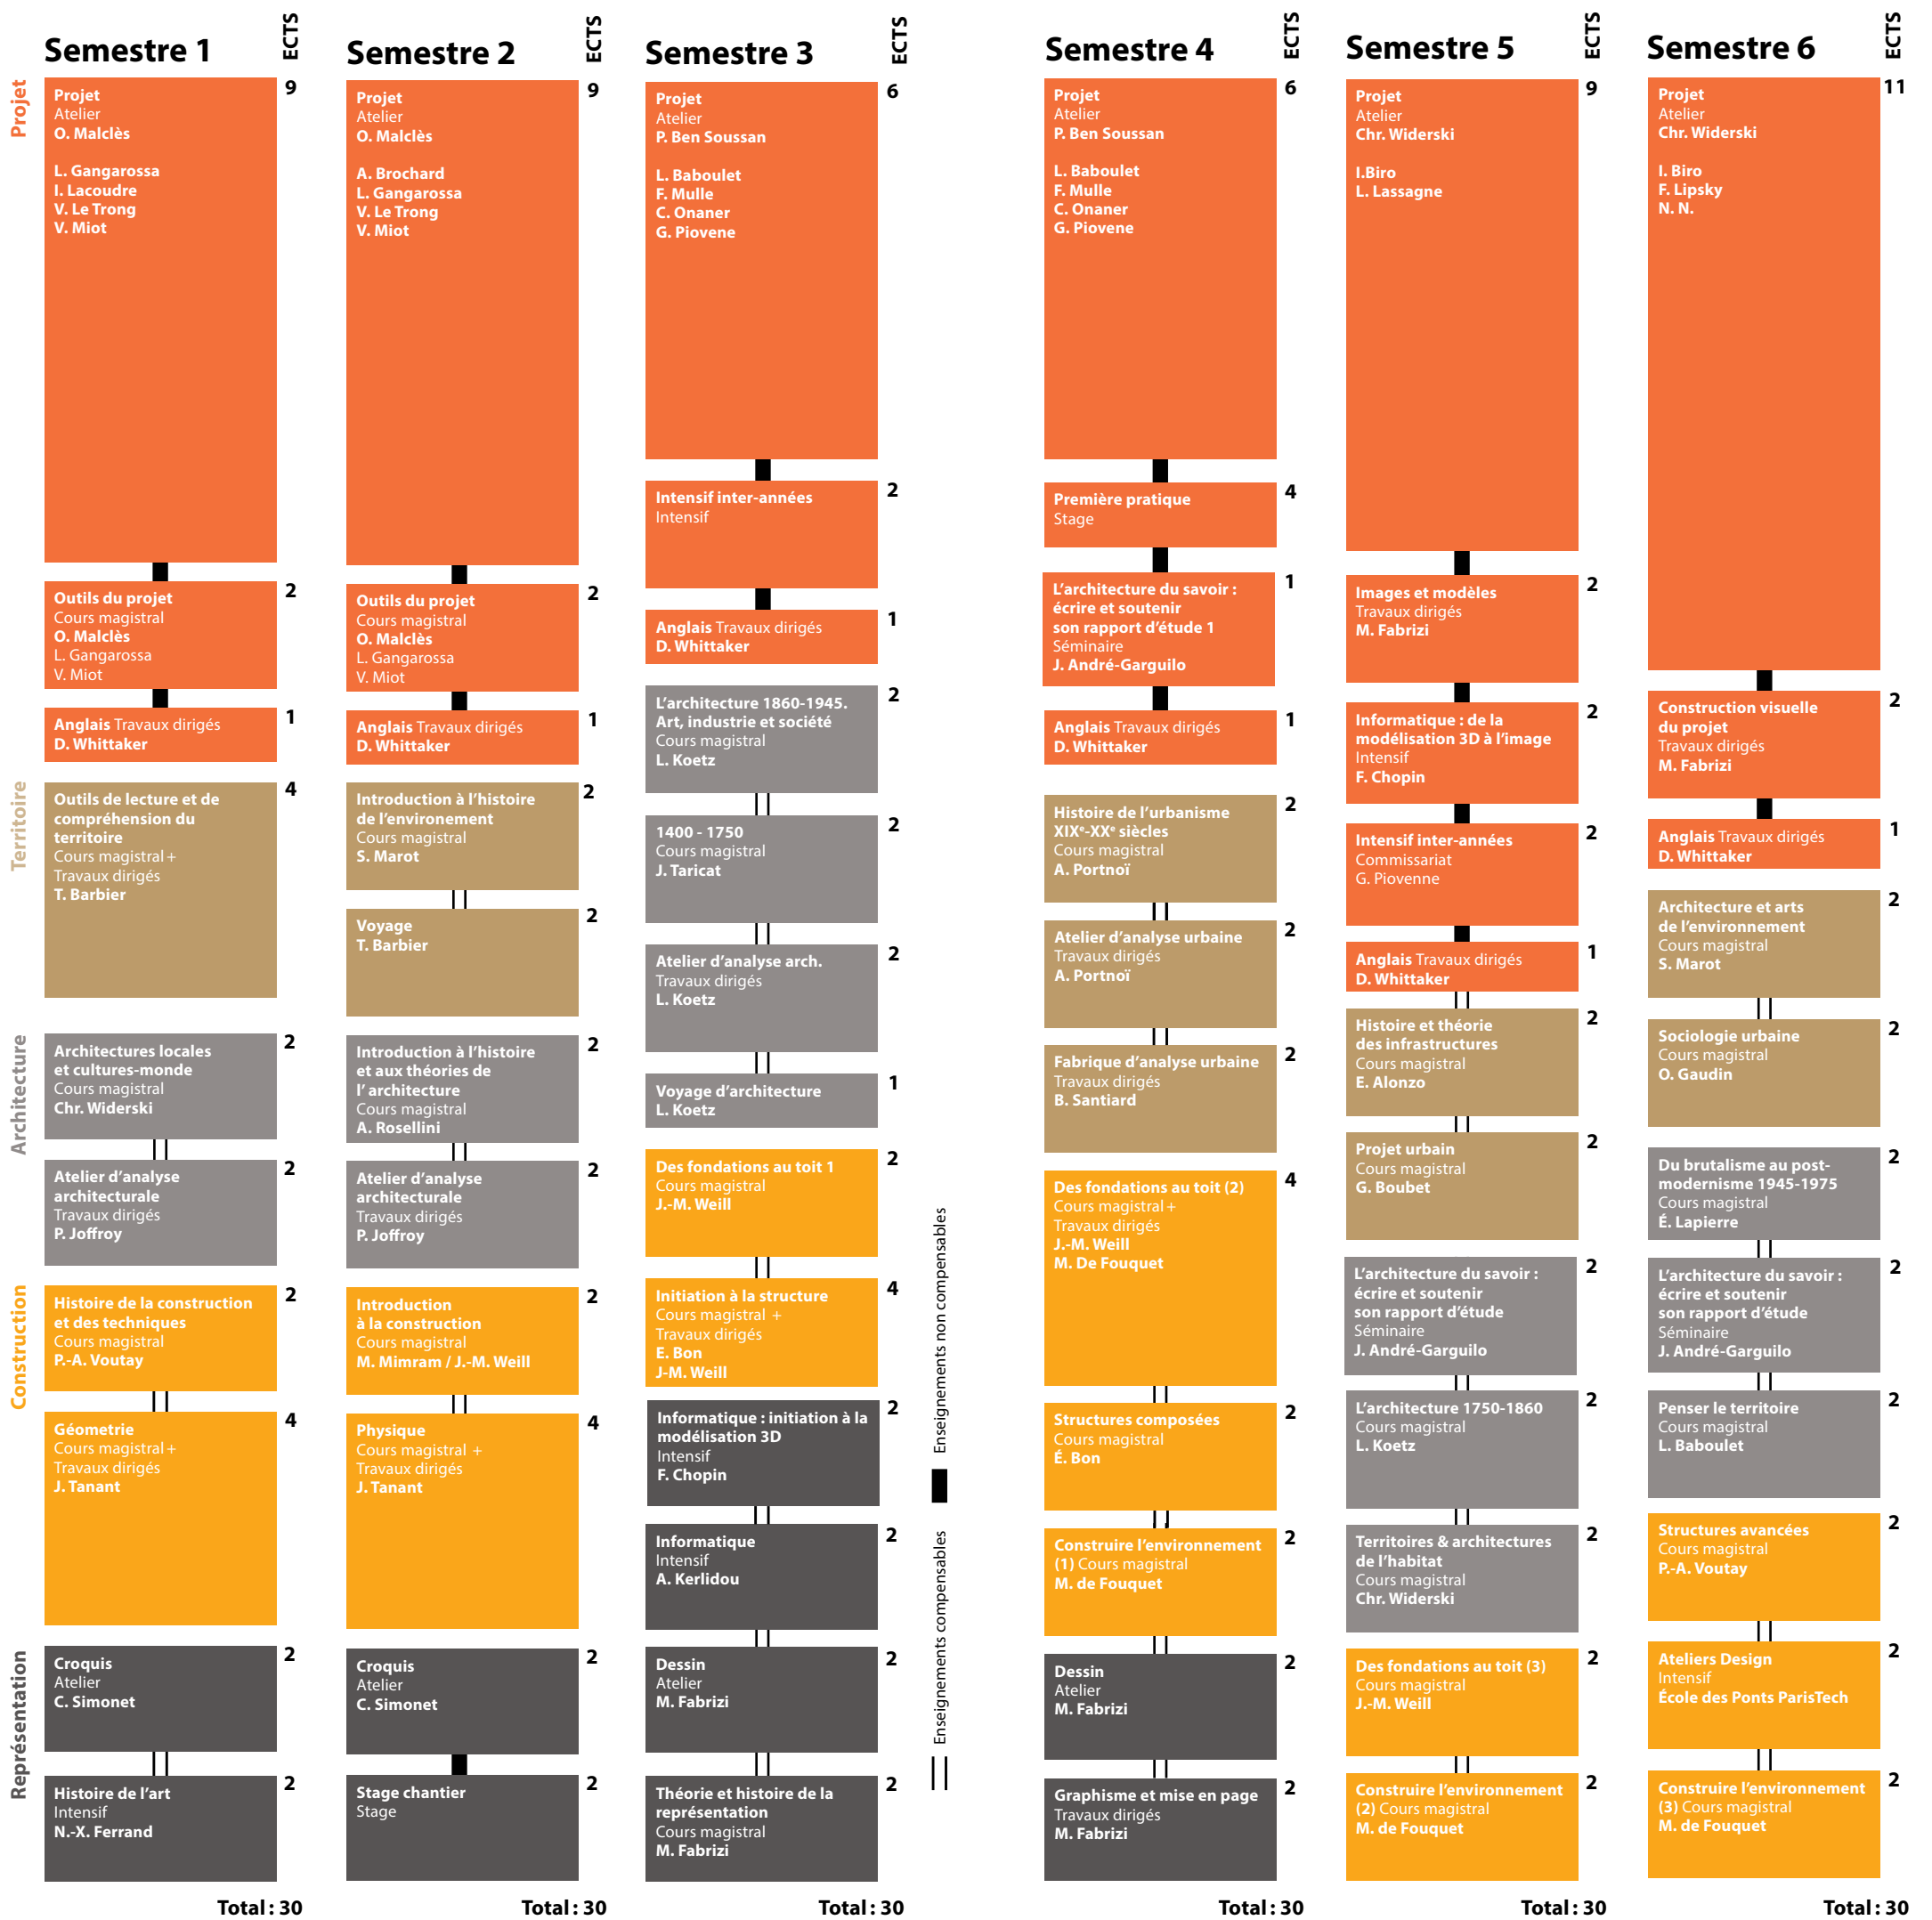 Semestre 1
ECTS
Projet
Projet
Atelier
O. Malclès
L. Gangarossa
I. Lacoudre
V. Le Trong
V. Miot
9
Outils du projet
Cours magistral
O. Malclès
L. Gangarossa
V. Miot
2
Anglais Travaux dirigés
D. Whittaker
1
Territoire
Outils de lecture et de
compréhension du
territoire
Cours magistral +
Travaux dirigés
T. Barbier
4
Architecture
Architectures locales
et cultures-monde
Cours magistral
Chr. Widerski
2
Atelier d'analyse
architecturale
Travaux dirigés
P. Joffroy
2
Construction
Histoire de la construction
et des techniques
Cours magistral
P.-A. Voutay
2
Géometrie
Cours magistral +
Travaux dirigés
J. Tanant
4
Représentation
Croquis
Atelier
C. Simonet
2
Histoire de l'art
Intensif
N.-X. Ferrand
2
Total : 30
Semestre 2
ECTS
Projet
Atelier
O. Malclès
A. Brochard
L. Gangarossa
V. Le Trong
V. Miot
9
Outils du projet
Cours magistral
O. Malclès
L. Gangarossa
V. Miot
2
Anglais Travaux dirigés
D. Whittaker
1
Introduction à l'histoire
de l'environement
Cours magistral
S. Marot
2
Voyage
T. Barbier
2
Introduction à l'histoire
et aux théories de
l' architecture
Cours magistral
A. Rosellini
2
Atelier d'analyse
architecturale
Travaux dirigés
P. Joffroy
2
Introduction
à la construction
Cours magistral
M. Mimram / J.-M. Weill
2
Physique
Cours magistral +
Travaux dirigés
J. Tanant
4
Croquis
Atelier
C. Simonet
2
Stage chantier
Stage
2
Total : 30
Semestre 3
ECTS
Projet
Atelier
P. Ben Soussan
L. Baboulet
F. Mulle
C. Onaner
G. Piovene
6
Intensif inter-années
Intensif
2
Anglais Travaux dirigés
D. Whittaker
1
L'architecture 1860-1945.
Art, industrie et société
Cours magistral
L. Koetz
2
1400 - 1750
Cours magistral
J. Taricat
2
Atelier d'analyse arch.
Travaux dirigés
L. Koetz
2
Voyage d'architecture
L. Koetz
1
Des fondations au toit 1
Cours magistral
J.-M. Weill
2
Initiation à la structure
Cours magistral +
Travaux dirigés
E. Bon
J-M. Weill
4
Informatique : initiation à la
modélisation 3D
Intensif
F. Chopin
2
Informatique
Intensif
A. Kerlidou
2
Dessin
Atelier
M. Fabrizi
2
Théorie et histoire de la
représentation
Cours magistral
M. Fabrizi
2
Total : 30
Enseignements non compensables
Enseignements compensables
Semestre 4
ECTS
Projet
Atelier
P. Ben Soussan
L. Baboulet
F. Mulle
C. Onaner
G. Piovene
6
Première pratique
Stage
4
L'architecture du savoir :
écrire et soutenir
son rapport d'étude 1
Séminaire
J. André-Garguilo
1
Anglais Travaux dirigés
D. Whittaker
1
Histoire de l'urbanisme
XIXe-XXe siècles
Cours magistral
A. Portnoï
2
Atelier d'analyse urbaine
Travaux dirigés
A. Portnoï
2
Fabrique d'analyse urbaine
Travaux dirigés
B. Santiard
2
Des fondations au toit (2)
Cours magistral +
Travaux dirigés
J.-M. Weill
M. De Fouquet
4
Structures composées
Cours magistral
É. Bon
2
Construire l'environnement
(1) Cours magistral
M. de Fouquet
2
Dessin
Atelier
M. Fabrizi
2
Graphisme et mise en page
Travaux dirigés
M. Fabrizi
2
Total : 30
Semestre 5
ECTS
Projet
Atelier
Chr. Widerski
I.Biro
L. Lassagne
9
Images et modèles
Travaux dirigés
M. Fabrizi
2
Informatique : de la
modélisation 3D à l'image
Intensif
F. Chopin
2
Intensif inter-années
Commissariat
G. Piovenne
2
Anglais Travaux dirigés
D. Whittaker
1
Histoire et théorie
des infrastructures
Cours magistral
E. Alonzo
2
Projet urbain
Cours magistral
G. Boubet
2
L'architecture du savoir :
écrire et soutenir
son rapport d'étude
Séminaire
J. André-Garguilo
2
L'architecture 1750-1860
Cours magistral
L. Koetz
2
Territoires & architectures
de l'habitat
Cours magistral
Chr. Widerski
2
Des fondations au toit (3)
Cours magistral
J.-M. Weill
2
Construire l'environnement
(2) Cours magistral
M. de Fouquet
2
Total : 30
Semestre 6
ECTS
Projet
Atelier
Chr. Widerski
I. Biro
F. Lipsky
N. N.
11
Construction visuelle
du projet
Travaux dirigés
M. Fabrizi
2
Anglais Travaux dirigés
D. Whittaker
1
Architecture et arts
de l'environnement
Cours magistral
S. Marot
2
Sociologie urbaine
Cours magistral
O. Gaudin
2
Du brutalisme au post-
modernisme 1945-1975
Cours magistral
É. Lapierre
2
L'architecture du savoir :
écrire et soutenir
son rapport d'étude
Séminaire
J. André-Garguilo
2
Penser le territoire
Cours magistral
L. Baboulet
2
Structures avancées
Cours magistral
P.-A. Voutay
2
Ateliers Design
Intensif
École des Ponts ParisTech
2
Construire l'environnement
(3) Cours magistral
M. de Fouquet
2
Total : 30